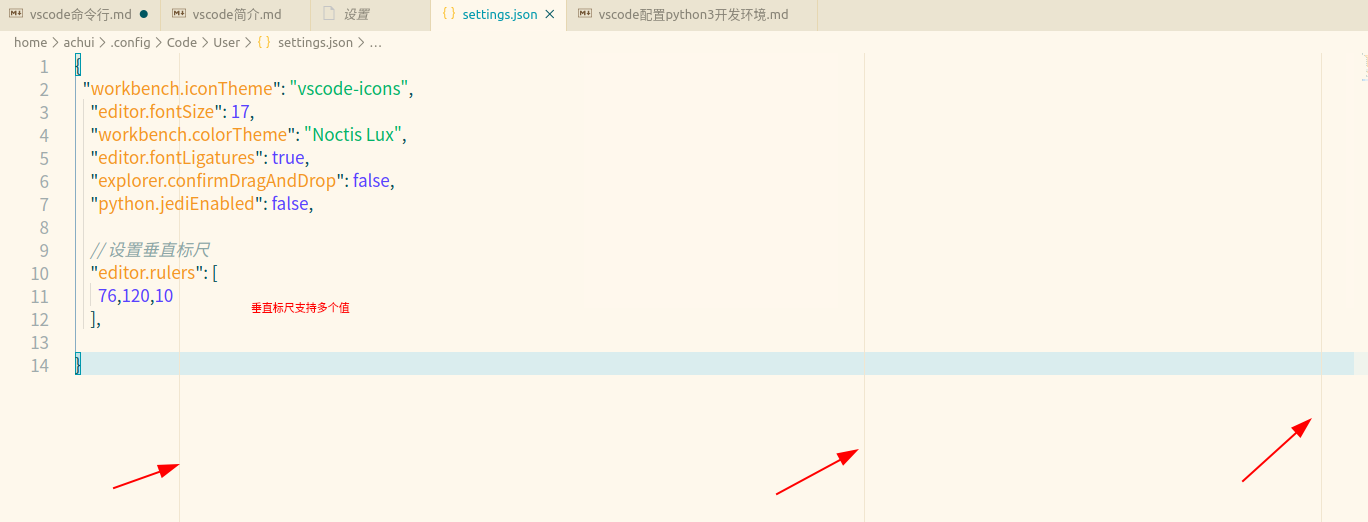 vscode命令行.md vscode简介.md 设置 settings.json vscode配置python3开发环境.md
home > achui > .config > Code > User > {} settings.json > ...
1 {
2 "workbench.iconTheme": "vscode-icons",
3 "editor.fontSize": 17,
4 "workbench.colorTheme": "Noctis Lux",
5 "editor.fontLigatures": true,
6 "explorer.confirmDragAndDrop": false,
7 "python.jediEnabled": false,
8
9 // 设置垂直标尺
10 "editor.rulers": [
11 76,120,10
垂直标尺支持多个值
12 ],
13
14 }